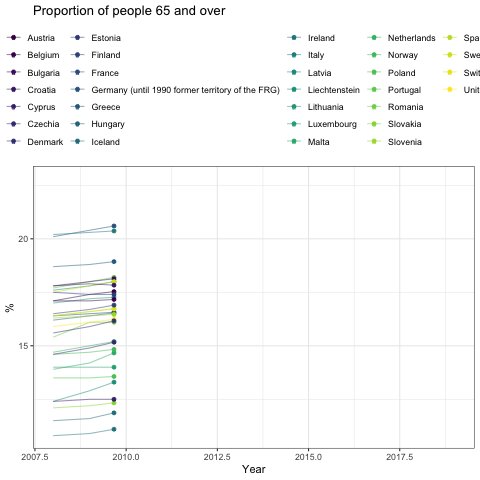 Proportion of people 65 and over
Austria
Belgium
Bulgaria
Croatia
Cyprus
Czechia
Denmark
Estonia
Finland
France
Germany (until 1990 former territory of the FRG)
Greece
Hungary
Iceland
Ireland
Italy
Latvia
Liechtenstein
Lithuania
Luxembourg
Malta
Netherlands
Norway
Poland
Portugal
Romania
Slovakia
Slovenia
Spa
Swe
Swit
Unit
20
15
%
2007.5 2010.0 2012.5 2015.0 2017.5
Year